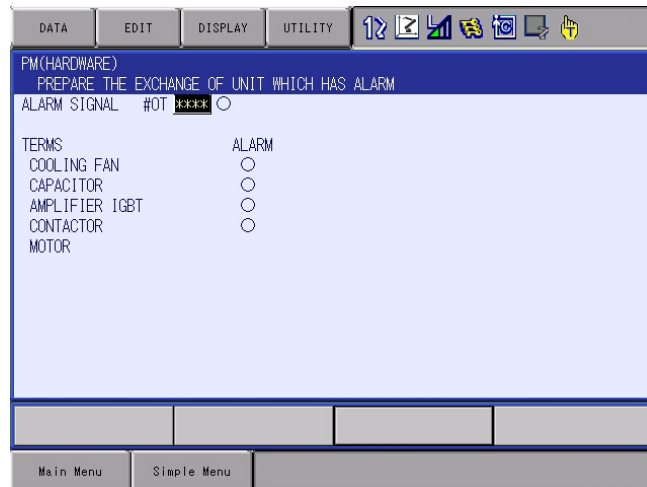 DATA EDIT DISPLAY UTILITY
PM(HARDWARE)
PREPARE THE EXCHANGE OF UNIT WHICH HAS ALARM
ALARM SIGNAL #OT **** ○
TERMS ALARM
COOLING FAN ○
CAPACITOR ○
AMPLIFIER IGBT ○
CONTACTOR ○
MOTOR
Main Menu Simple Menu